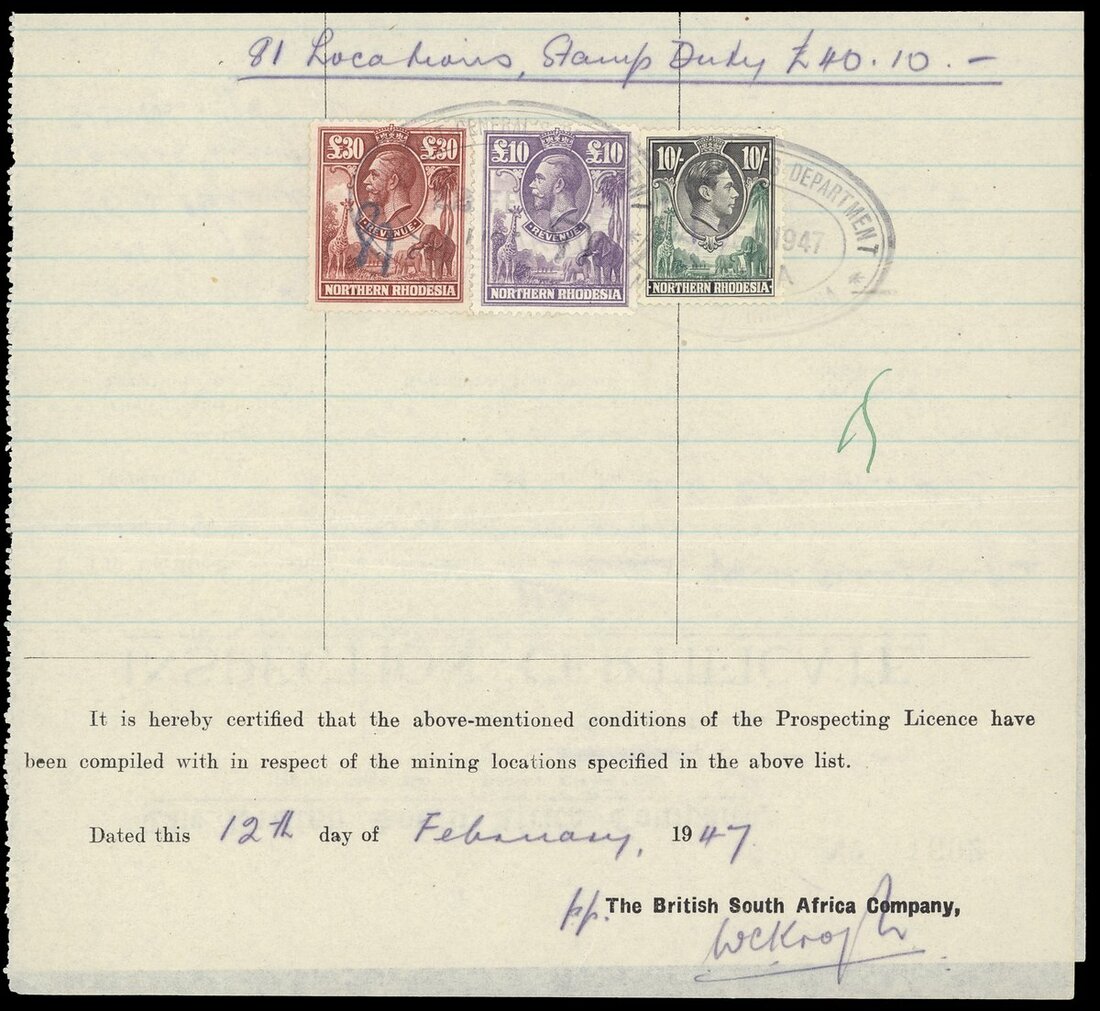 81 Locations, Stamp Duty £40.10.–
£30 £30
REVENUE
NORTHERN RHODESIA
£10 £10
REVENUE
NORTHERN RHODESIA
10/- 10/-
NORTHERN RHODESIA
GENERAL
DEPARTMENT
1947
It is hereby certified that the above-mentioned conditions of the Prospecting Licence have
been compiled with in respect of the mining locations specified in the above list.
Dated this 12th day of February, 1947
pp. The British South Africa Company,
WCKrogh